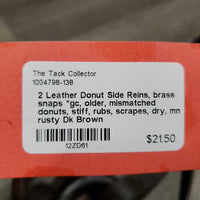 The Tack Collector
1004798-138
2 Leather Donut Side Reins, brass
snaps *gc, older, mismatched
donuts, stiff, rubs, scrapes, dry, mn
rusty Dk Brown
12ZD61
$21.50